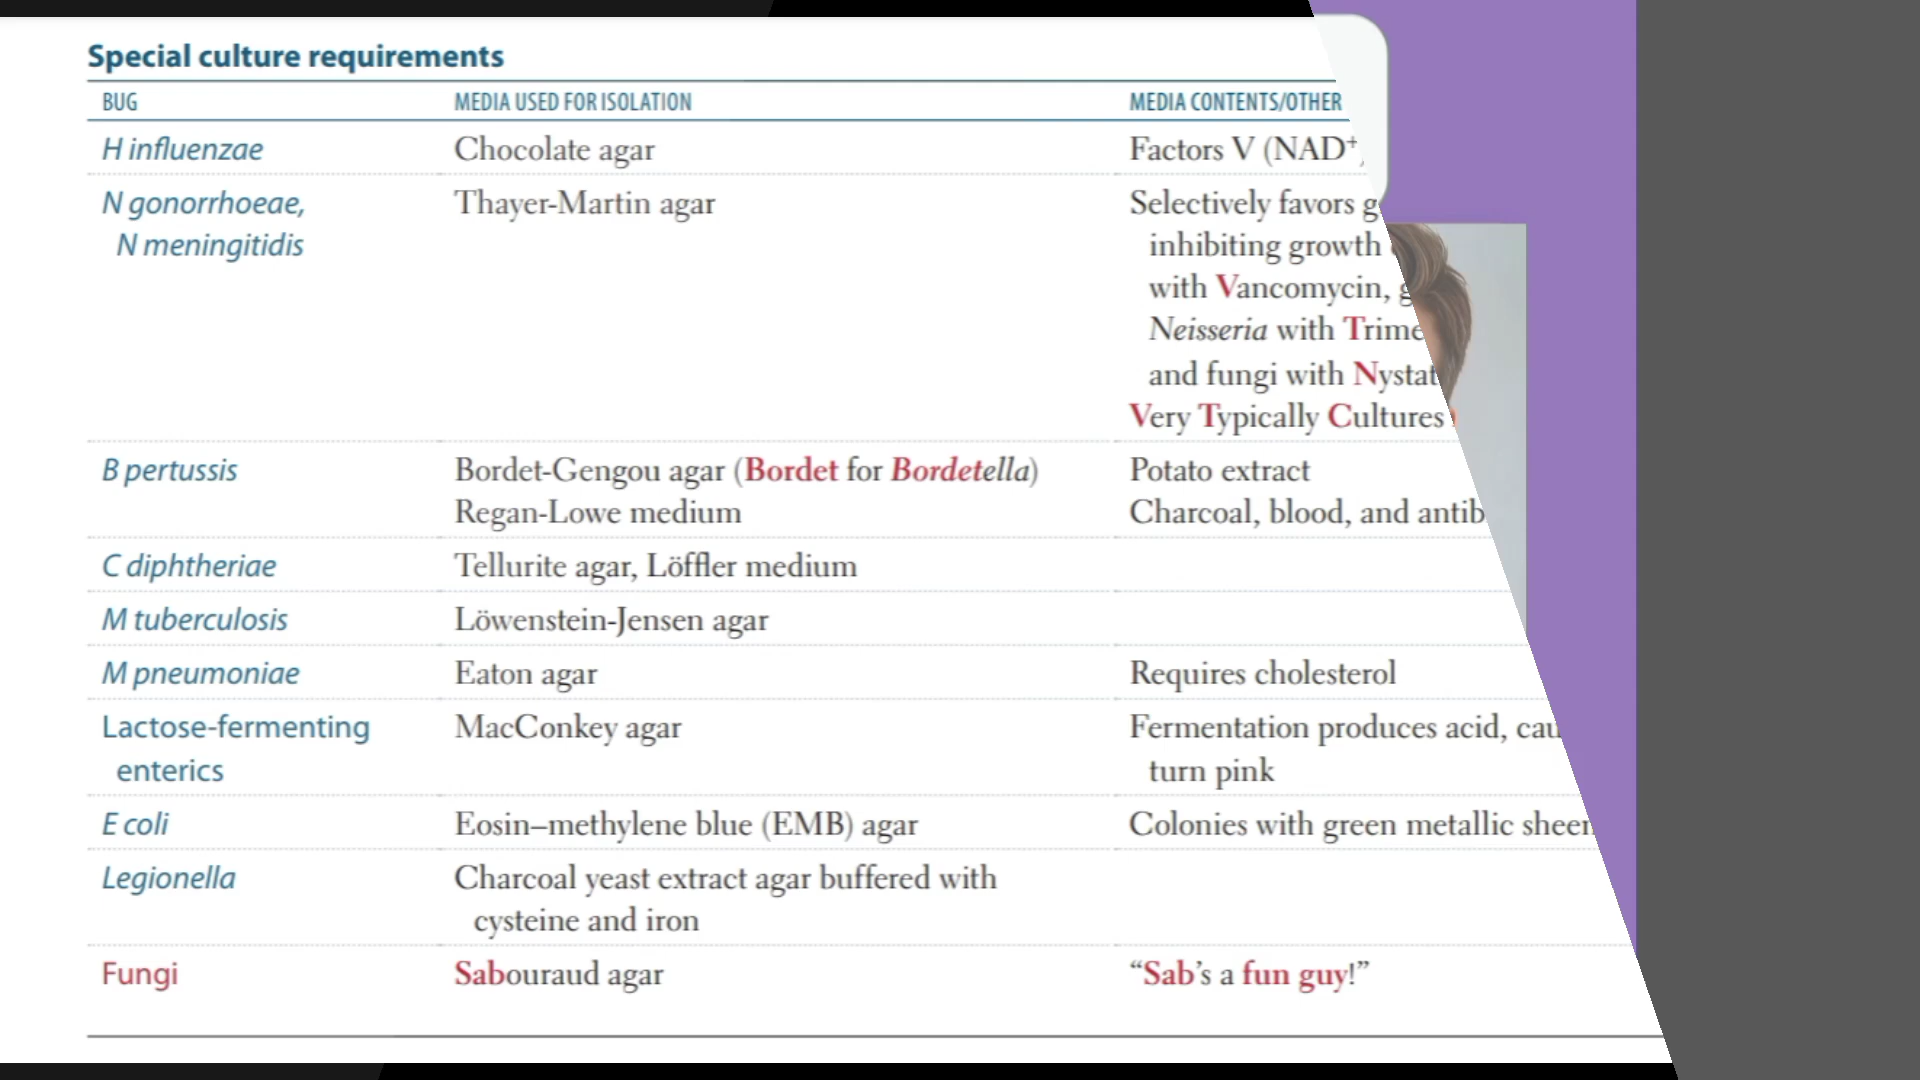 Special culture requirements
BUG MEDIA USED FOR ISOLATION MEDIA CONTENTS/OTHER
H influenzae Chocolate agar Factors V (NAD+
N gonorrhoeae, Thayer-Martin agar Selectively favors
N meningitidis inhibiting growth
with Vancomycin,
Neisseria with
and fungi with
Very Typically Cultures
B pertussis Bordet-Gengou agar (Bordet for Bordetella) Potato extract
Regan-Lowe medium Charcoal, blood, and
C diphtheriae Tellurite agar, Löffler medium
M tuberculosis Löwenstein-Jensen agar
M pneumoniae Eaton agar Requires cholesterol
Lactose-fermenting MacConkey agar Fermentation produces acid,
enterics turn pink
E coli Eosin–methylene blue (EMB) agar Colonies with green metallic sheen
Legionella Charcoal yeast extract agar buffered with
cysteine and iron
Fungi Sabouraud agar “Sab’s a fun guy!”